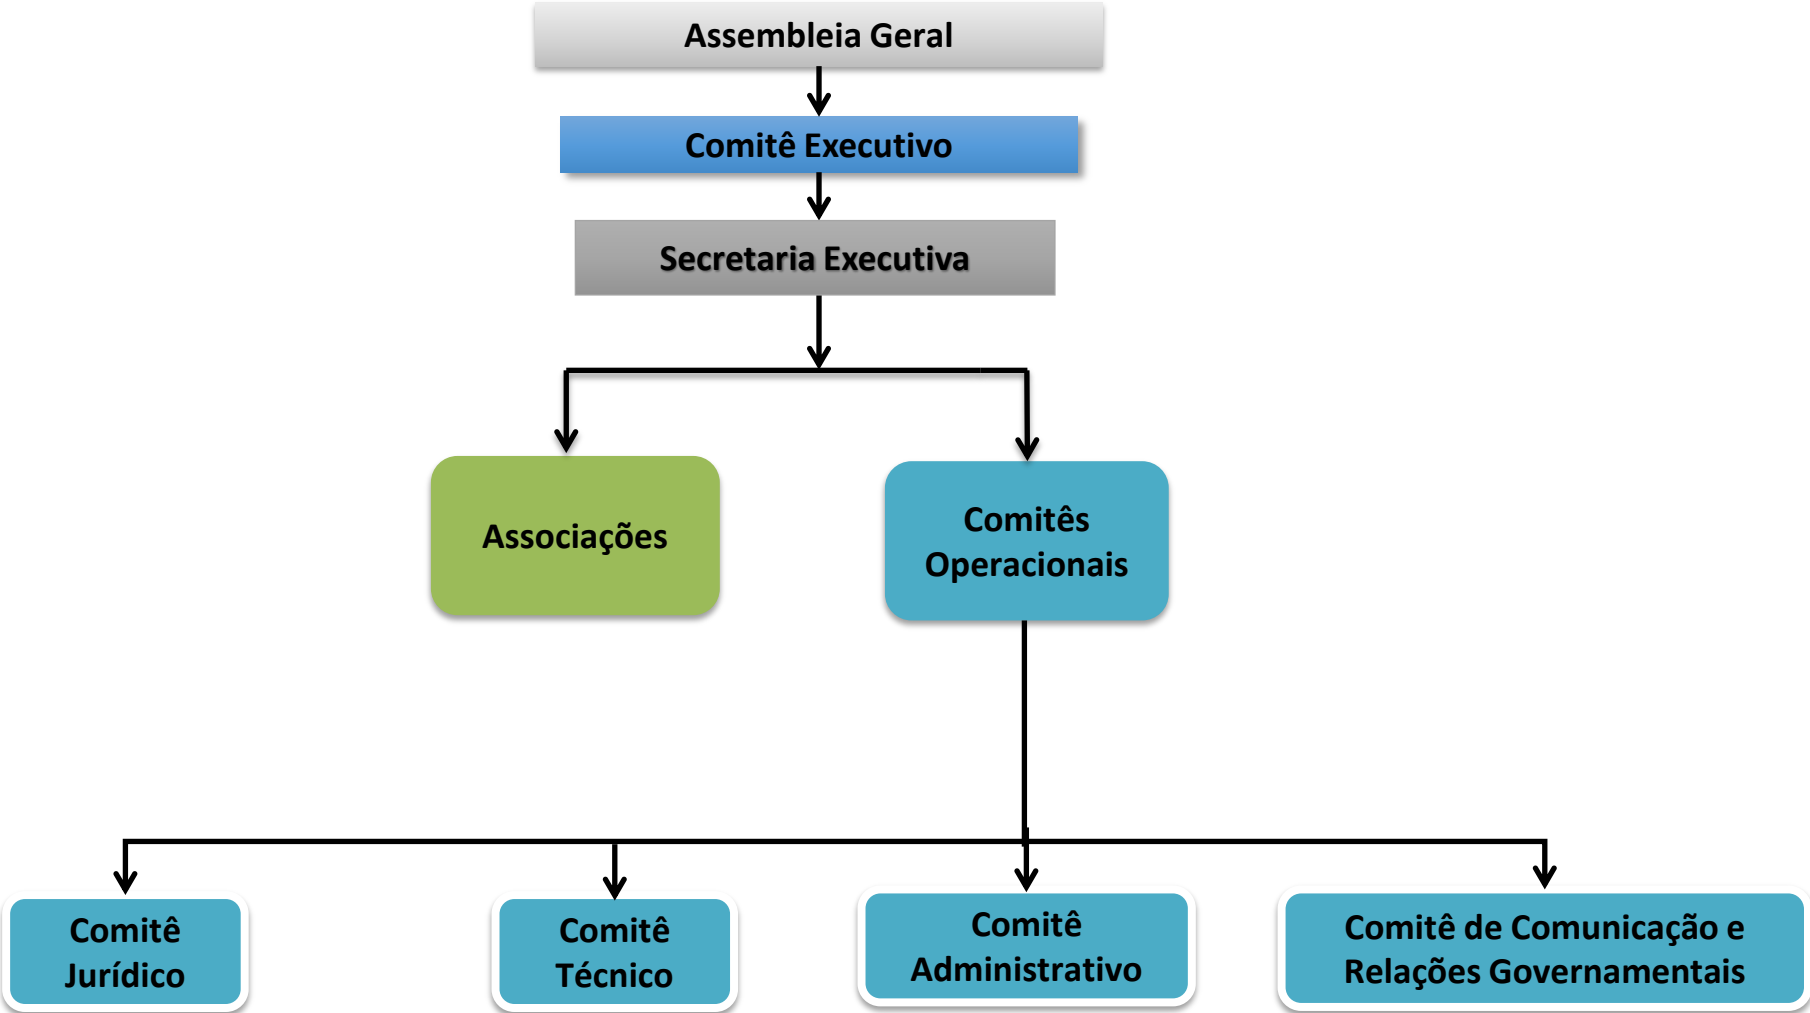 Assembleia Geral
Comitê Executivo
Secretaria Executiva
Associações
Comitês
Operacionais
Comitê
Jurídico
Comitê
Técnico
Comitê
Administrativo
Comitê de Comunicação e
Relações Governamentais